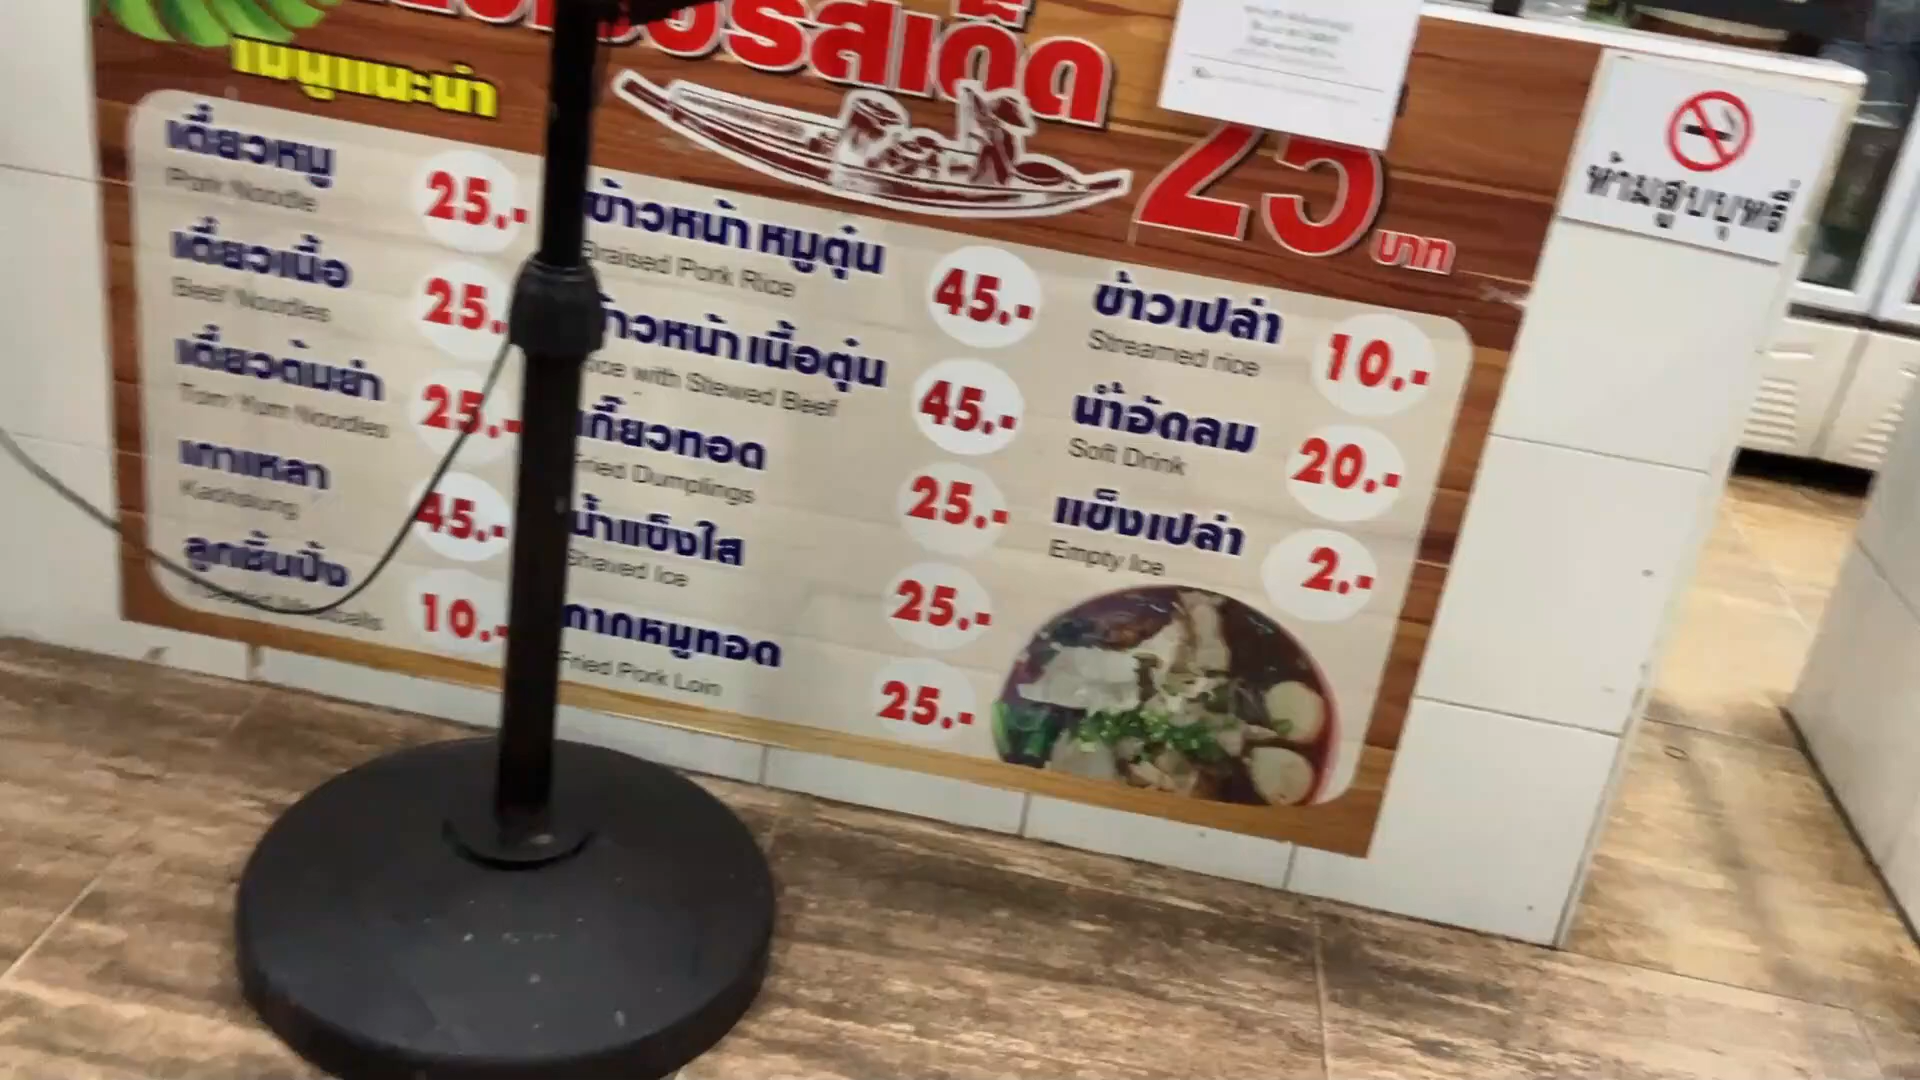 รสเด็ด
เมนูแนะนำ
25 บาท
เตี๋ยวหมู 25.-
Pork Noodle
เตี๋ยวเนื้อ 25.
Beef Noodles
เตี๋ยวต้มยำ 25.-
Tom Yum Noodles
เกาเหลา 45.-
ลูกชิ้นปิ้ง 10.-
ข้าวหน้า หมูตุ๋น 45.-
Braised Pork Rice
ข้าวหน้า เนื้อตุ๋น 45.-
with Stewed Beef
เกี๊ยวทอด 25.-
Fried Dumplings
น้ำแข็งใส 25.-
Shaved Ice
กากหมูทอด 25.-
Fried Pork Loin
ข้าวเปล่า 10.-
Streamed rice
น้ำอัดลม 20.-
Soft Drink
แข็งเปล่า 2.-
Empty Ice
ห้ามสูบบุหรี่